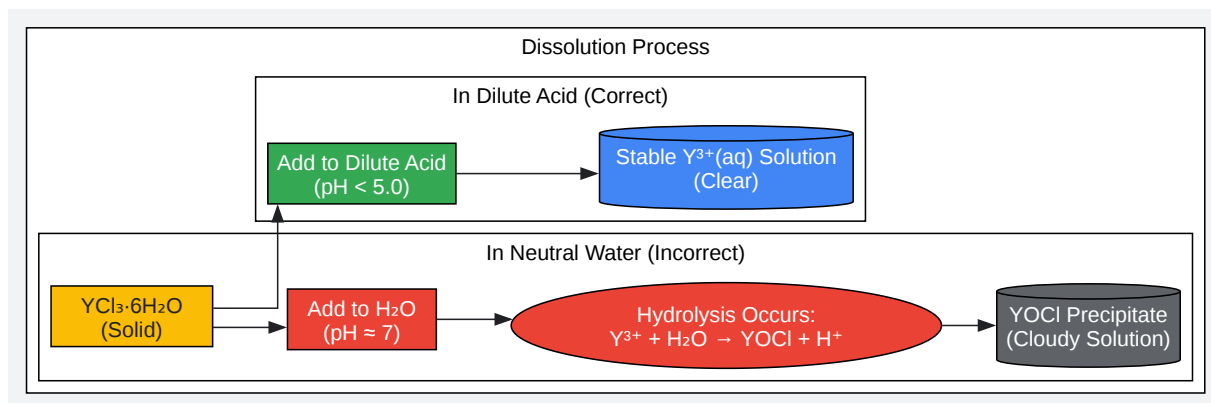 Dissolution Process
In Dilute Acid (Correct)
Add to Dilute Acid
(pH < 5.0)
Stable Y³⁺(aq) Solution
(Clear)
In Neutral Water (Incorrect)
YCl₃·6H₂O
(Solid)
Add to H₂O
(pH ≈ 7)
Hydrolysis Occurs:
Y³⁺ + H₂O → YOCl + H⁺
YOCl Precipitate
(Cloudy Solution)